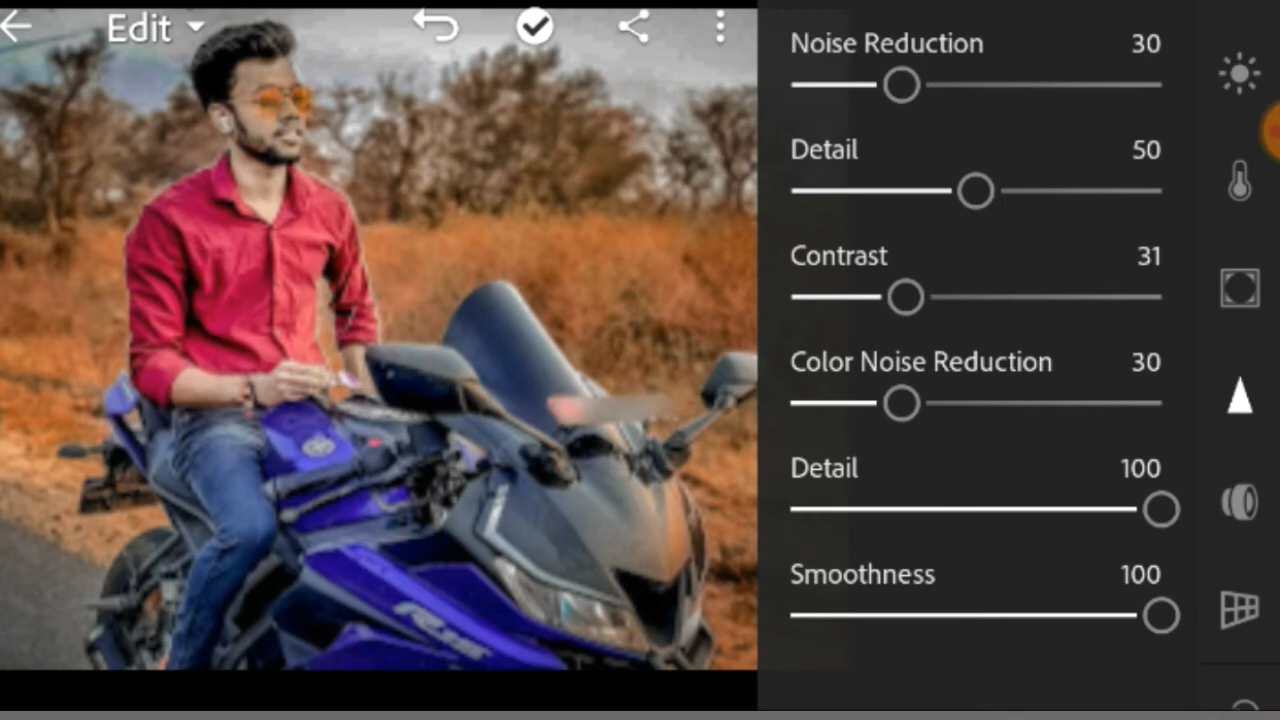 Edit
Noise Reduction 30
Detail 50
Contrast 31
Color Noise Reduction 30
Detail 100
Smoothness 100